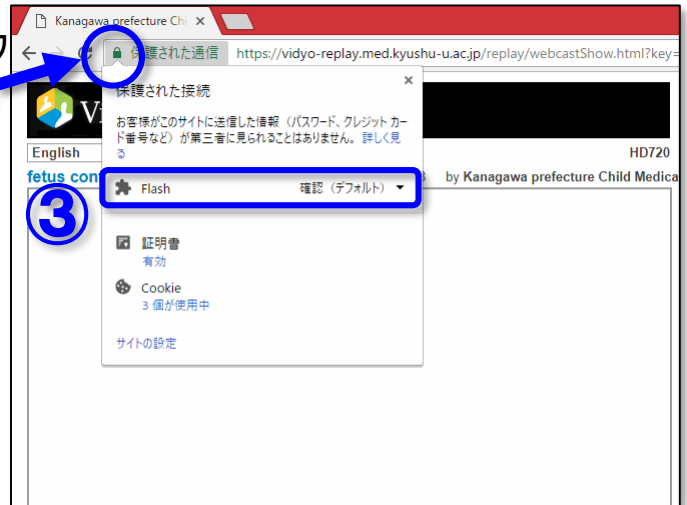 Kanagawa prefecture Chi
ク
保護された通信 https://vidyo-replay.med.kyushu-u.ac.jp/replay/webcastShow.html?key=
保護された接続
お客様がこのサイトに送信した情報（パスワード、クレジット カー
ド番号など）が第三者に見られることはありません。 詳しく見
る
English
HD720
fetus con
by Kanagawa prefecture Child Medica
Flash 確認（デフォルト）
③
証明書
有効
Cookie
3 個が使用中
サイトの設定